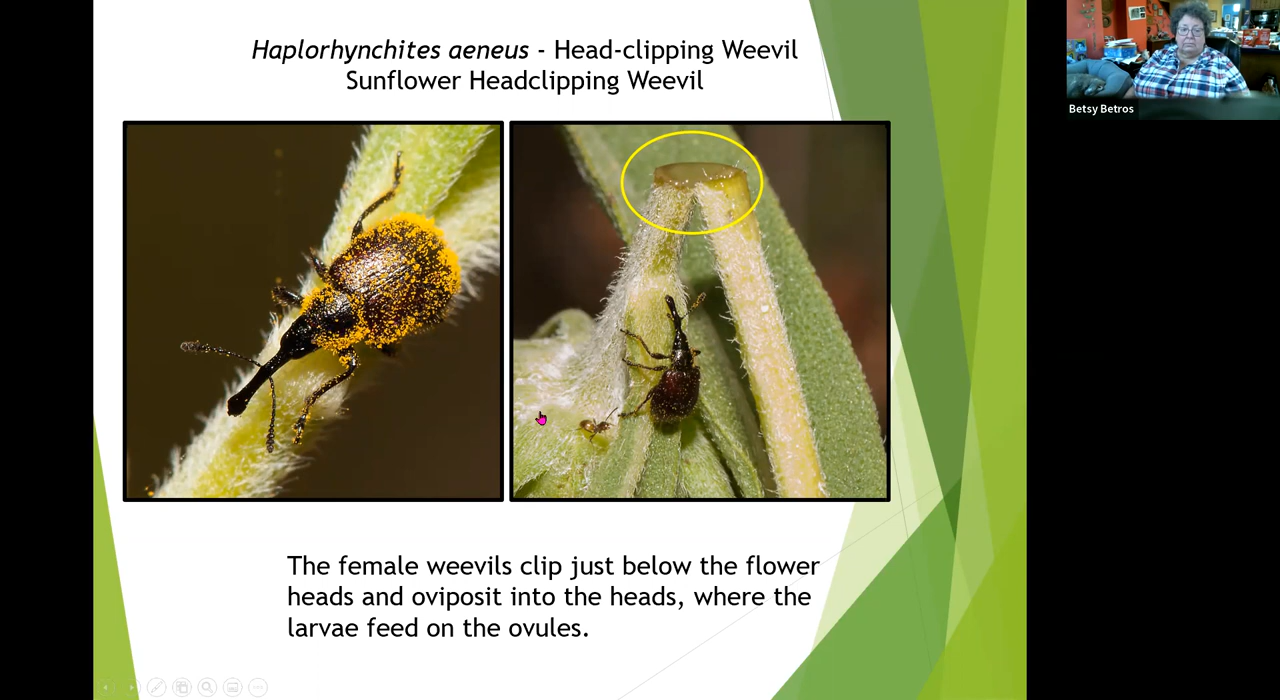 Haplorhynchites aeneus - Head-clipping Weevil
Sunflower Headclipping Weevil
Betsy Betros
The female weevils clip just below the flower
heads and oviposit into the heads, where the
larvae feed on the ovules.